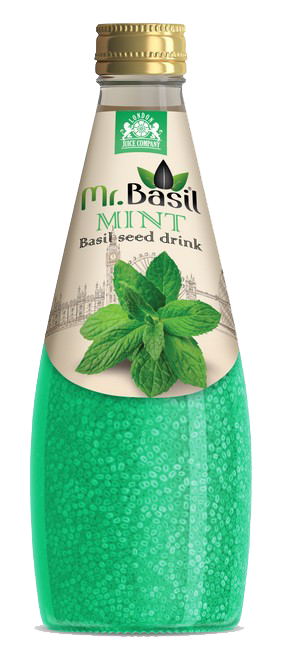 LONDON
JUICE COMPANY
Mr. Basil
MINT
Basil seed drink